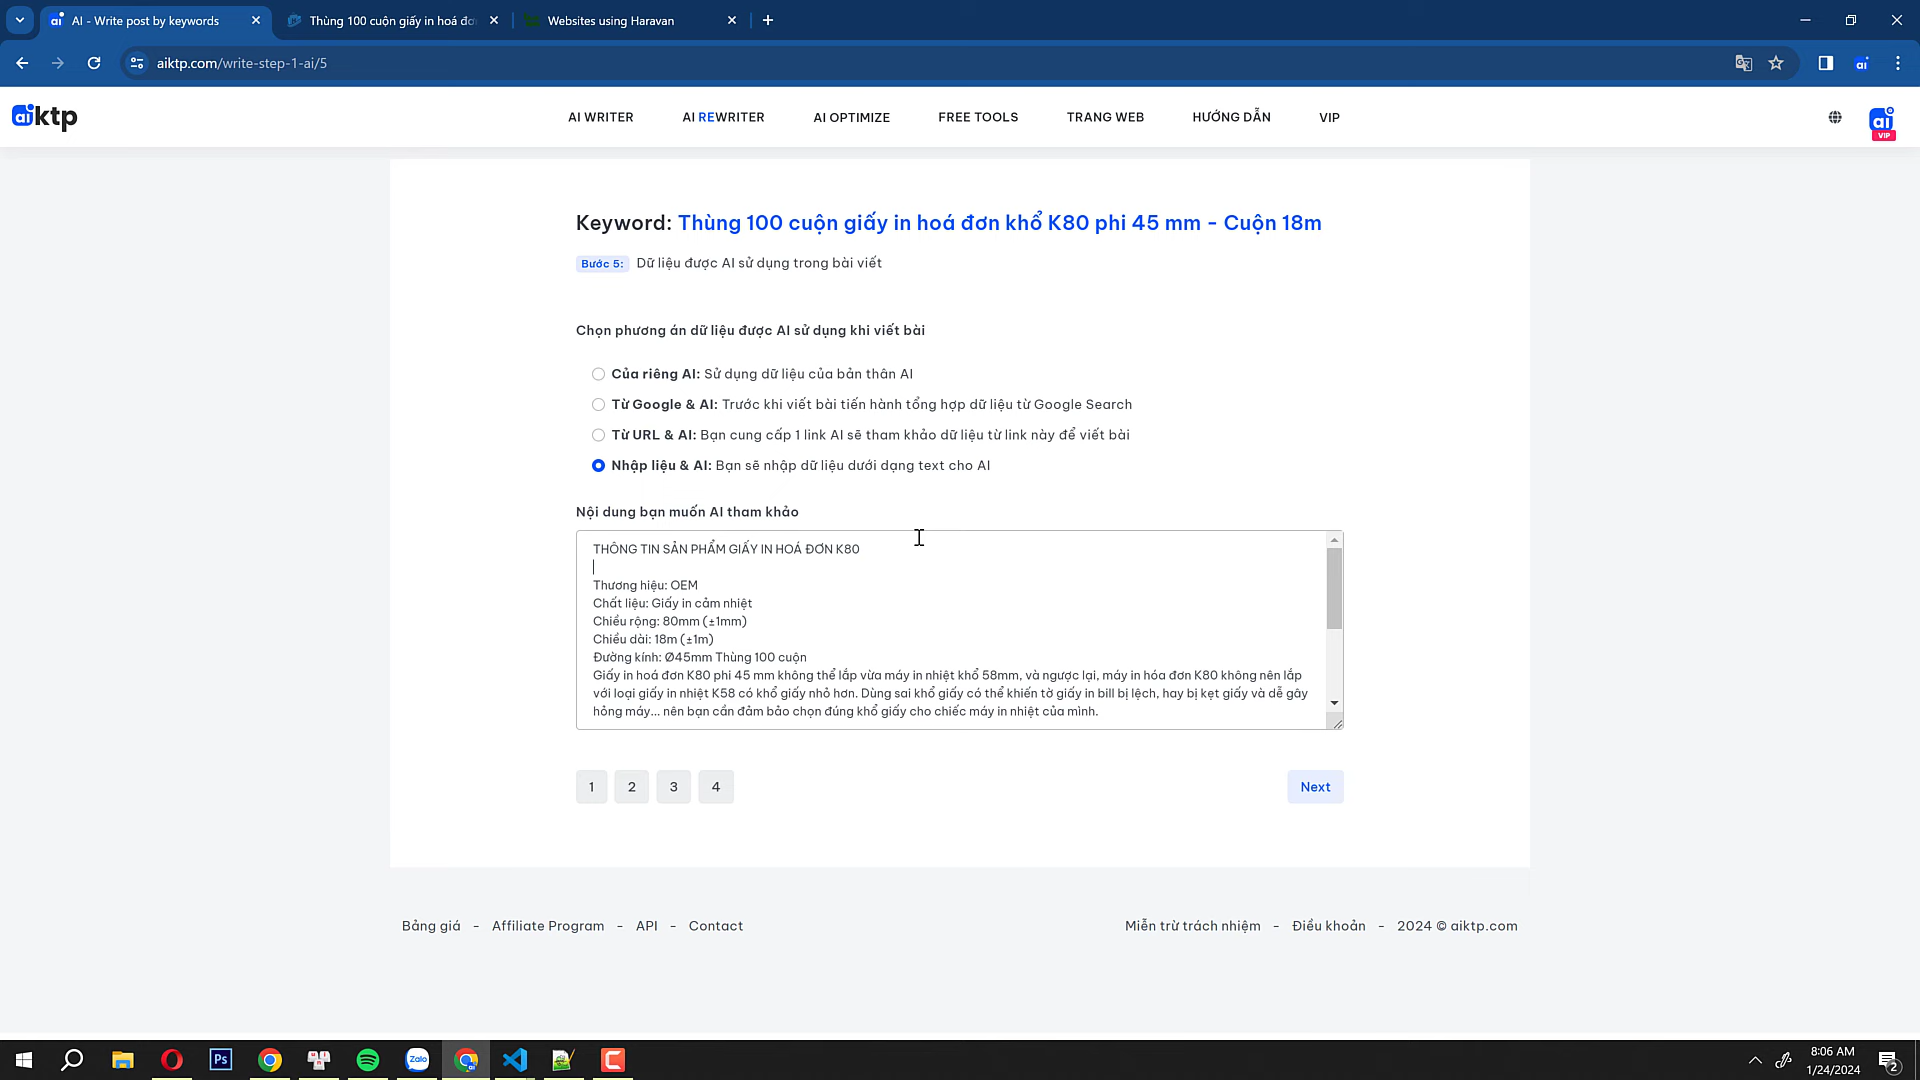 AI - Write post by keywords
Thùng 100 cuộn giấy in hoá đơ
Websites using Haravan
aiktp.com/write-step-1-ai/5
aiktp
AI WRITER
AI REWRITER
AI OPTIMIZE
FREE TOOLS
TRANG WEB
HƯỚNG DẪN
VIP
ai
VIP
Keyword: Thùng 100 cuộn giấy in hoá đơn khổ K80 phi 45 mm - Cuộn 18m
Bước 5: Dữ liệu được AI sử dụng trong bài viết
Chọn phương án dữ liệu được AI sử dụng khi viết bài
Của riêng AI: Sử dụng dữ liệu của bản thân AI
Từ Google & AI: Trước khi viết bài tiến hành tổng hợp dữ liệu từ Google Search
Từ URL & AI: Bạn cung cấp 1 link AI sẽ tham khảo dữ liệu từ link này để viết bài
Nhập liệu & AI: Bạn sẽ nhập dữ liệu dưới dạng text cho AI
Nội dung bạn muốn AI tham khảo
THÔNG TIN SẢN PHẨM GIẤY IN HOÁ ĐƠN K80
Thương hiệu: OEM
Chất liệu: Giấy in cảm nhiệt
Chiều rộng: 80mm (±1mm)
Chiều dài: 18m (±1m)
Đường kính: Ø45mm Thùng 100 cuộn
Giấy in hoá đơn K80 phi 45 mm không thể lắp vừa máy in nhiệt khổ 58mm, và ngược lại, máy in hóa đơn K80 không nên lắp
với loại giấy in nhiệt K58 có khổ giấy nhỏ hơn. Dùng sai khổ giấy có thể khiến tờ giấy in bill bị lệch, hay bị kẹt giấy và dễ gây
hỏng máy... nên bạn cần đảm bảo chọn đúng khổ giấy cho chiếc máy in nhiệt của mình.
1 2 3 4
Next
Bảng giá - Affiliate Program - API - Contact
Miễn trừ trách nhiệm - Điều khoản - 2024 © aiktp.com
Ps
Zalo
8:06 AM
1/24/2024
2